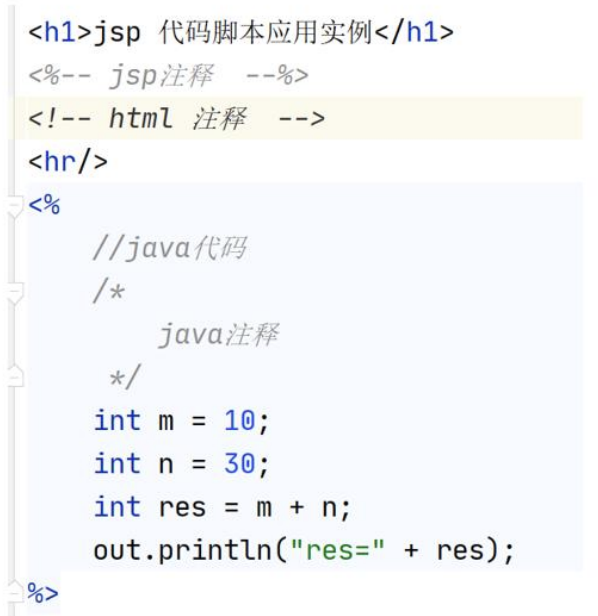 <h1>jsp 代码脚本应用实例</h1>
<%-- jsp注释  --%>
<!-- html 注释  -->
<hr/>
<%
    //java代码
    /*
        java注释
     */
    int m = 10;
    int n = 30;
    int res = m + n;
    out.println("res=" + res);
%>